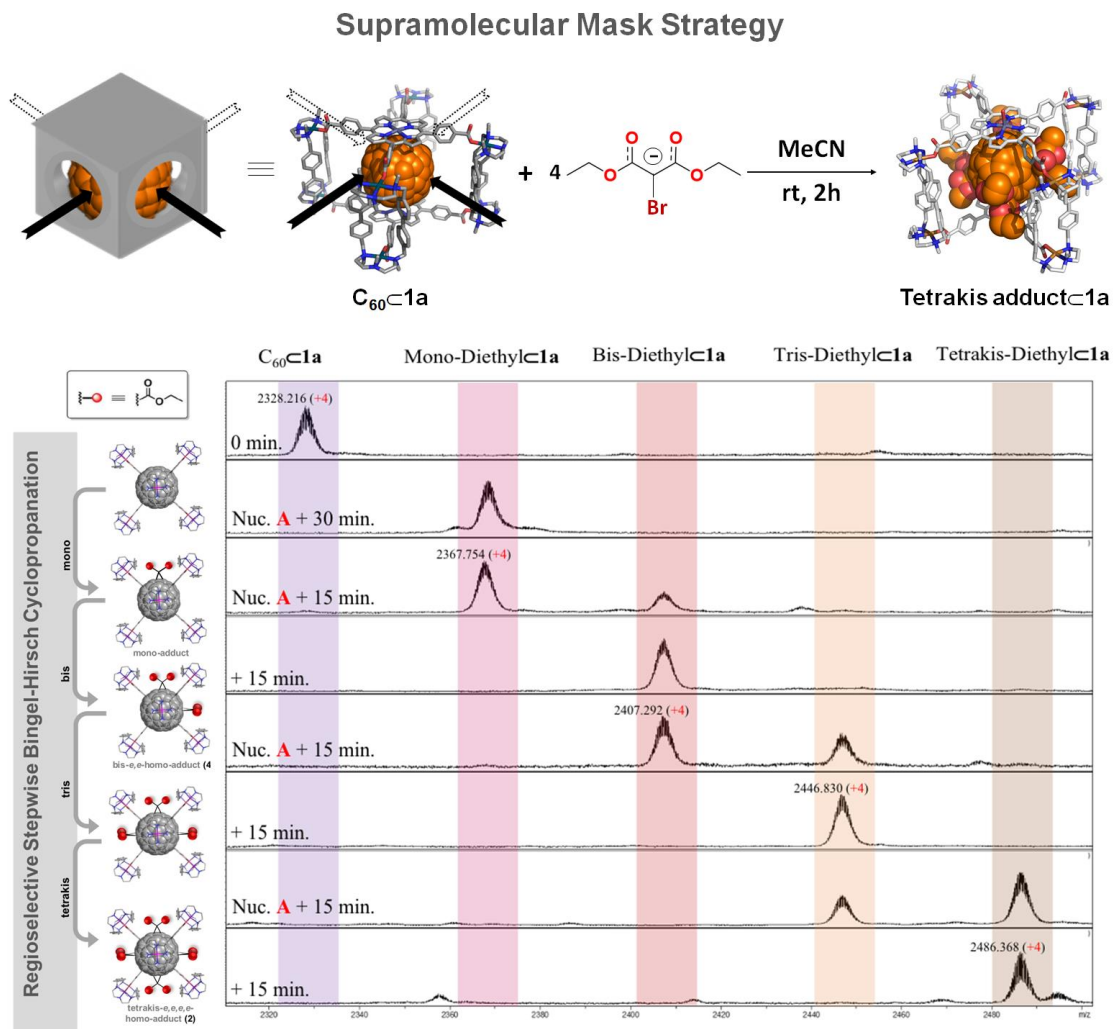 Supramolecular Mask Strategy
+ 4
O O
−
O O
Br
MeCN
rt, 2h
C₆₀⊂1a
Tetrakis adduct⊂1a
C₆₀⊂1a
Mono-Diethyl⊂1a
Bis-Diethyl⊂1a
Tris-Diethyl⊂1a
Tetrakis-Diethyl⊂1a
O
O
Regioselective Stepwise Bingel-Hirsch Cyclopropanation
mono
mono-adduct
bis
bis-e,e-homo-adduct (4
tris
tetrakis
tetrakis-e,e,e,e-
homo-adduct (2)
2328.216 (+4)
0 min.
Nuc. A + 30 min.
2367.754 (+4)
Nuc. A + 15 min.
+ 15 min.
2407.292 (+4)
Nuc. A + 15 min.
2446.830 (+4)
+ 15 min.
Nuc. A + 15 min.
2486.368 (+4)
+ 15 min.
2320 2340 2360 2380 2400 2420 2440 2460 2480 m/z